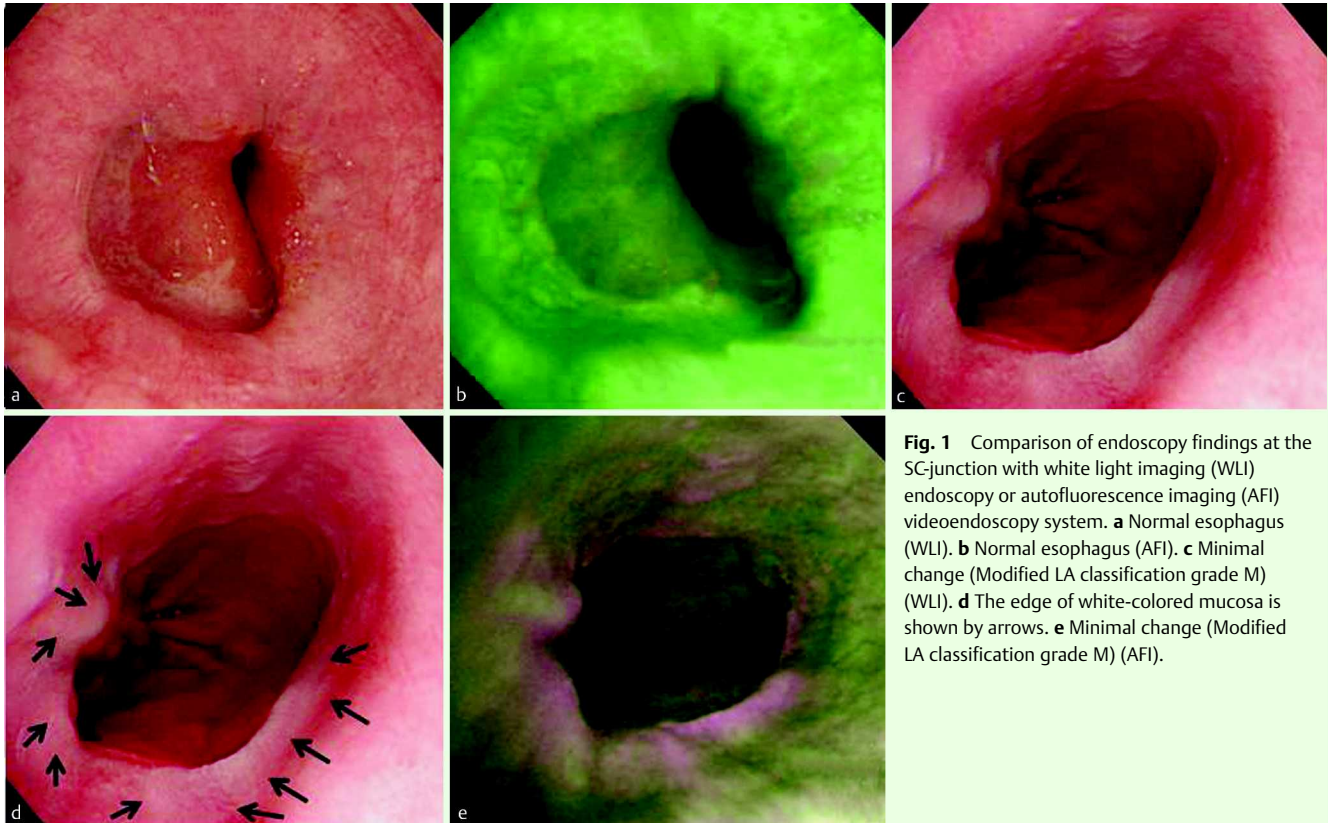 a
b
c
d
e
Fig. 1 Comparison of endoscopy findings at the
SC-junction with white light imaging (WLI)
endoscopy or autofluorescence imaging (AFI)
videoendoscopy system. a Normal esophagus
(WLI). b Normal esophagus (AFI). c Minimal
change (Modified LA classification grade M)
(WLI). d The edge of white-colored mucosa is
shown by arrows. e Minimal change (Modified
LA classification grade M) (AFI).